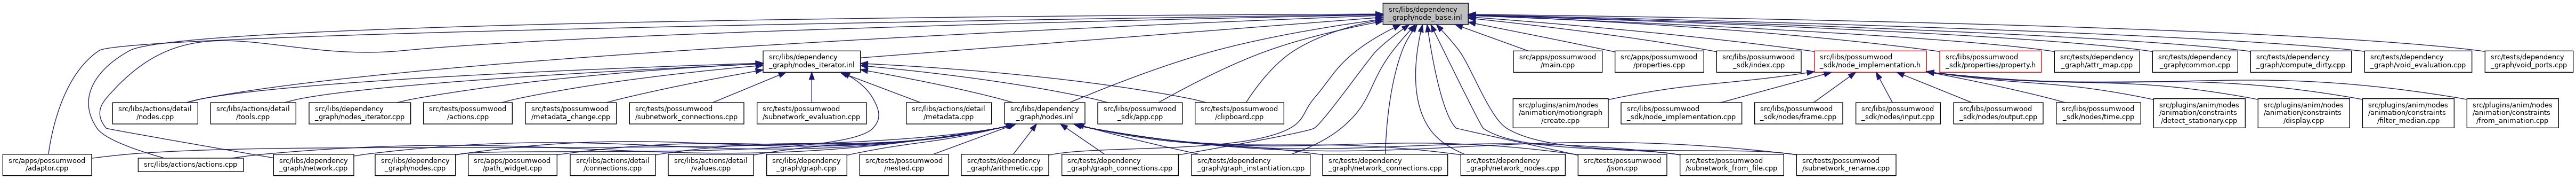 src/libs/dependency
_graph/node_base.inl
src/libs/dependency
_graph/nodes_iterator.inl
src/apps/possumwood
/main.cpp
src/apps/possumwood
/properties.cpp
src/libs/possumwood
_sdk/index.cpp
src/libs/possumwood
_sdk/node_implementation.h
src/libs/possumwood
_sdk/properties/property.h
src/tests/dependency
_graph/attr_map.cpp
src/tests/dependency
_graph/common.cpp
src/tests/dependency
_graph/compute_dirty.cpp
src/tests/dependency
_graph/void_evaluation.cpp
src/tests/dependency
_graph/void_ports.cpp
src/libs/actions/detail
/nodes.cpp
src/libs/actions/detail
/tools.cpp
src/libs/dependency
_graph/nodes_iterator.cpp
src/tests/possumwood
/actions.cpp
src/tests/possumwood
/metadata_change.cpp
src/tests/possumwood
/subnetwork_connections.cpp
src/tests/possumwood
/subnetwork_evaluation.cpp
src/libs/actions/detail
/metadata.cpp
src/libs/dependency
_graph/nodes.inl
src/libs/possumwood
_sdk/app.cpp
src/tests/possumwood
/clipboard.cpp
src/plugins/anim/nodes
/animation/motiongraph
/create.cpp
src/libs/possumwood
_sdk/node_implementation.cpp
src/libs/possumwood
_sdk/nodes/frame.cpp
src/libs/possumwood
_sdk/nodes/input.cpp
src/libs/possumwood
_sdk/nodes/output.cpp
src/libs/possumwood
_sdk/nodes/time.cpp
src/plugins/anim/nodes
/animation/constraints
/detect_stationary.cpp
src/plugins/anim/nodes
/animation/constraints
/display.cpp
src/plugins/anim/nodes
/animation/constraints
/filter_median.cpp
src/plugins/anim/nodes
/animation/constraints
/from_animation.cpp
src/apps/possumwood
/adaptor.cpp
src/libs/actions/actions.cpp
src/libs/dependency
_graph/network.cpp
src/libs/dependency
_graph/nodes.cpp
src/apps/possumwood
/path_widget.cpp
src/libs/actions/detail
/connections.cpp
src/libs/actions/detail
/values.cpp
src/libs/dependency
_graph/graph.cpp
src/tests/possumwood
/nested.cpp
src/tests/dependency
_graph/arithmetic.cpp
src/tests/dependency
_graph/graph_connections.cpp
src/tests/dependency
_graph/graph_instantiation.cpp
src/tests/dependency
_graph/network_connections.cpp
src/tests/dependency
_graph/network_nodes.cpp
src/tests/possumwood
/json.cpp
src/tests/possumwood
/subnetwork_from_file.cpp
src/tests/possumwood
/subnetwork_rename.cpp